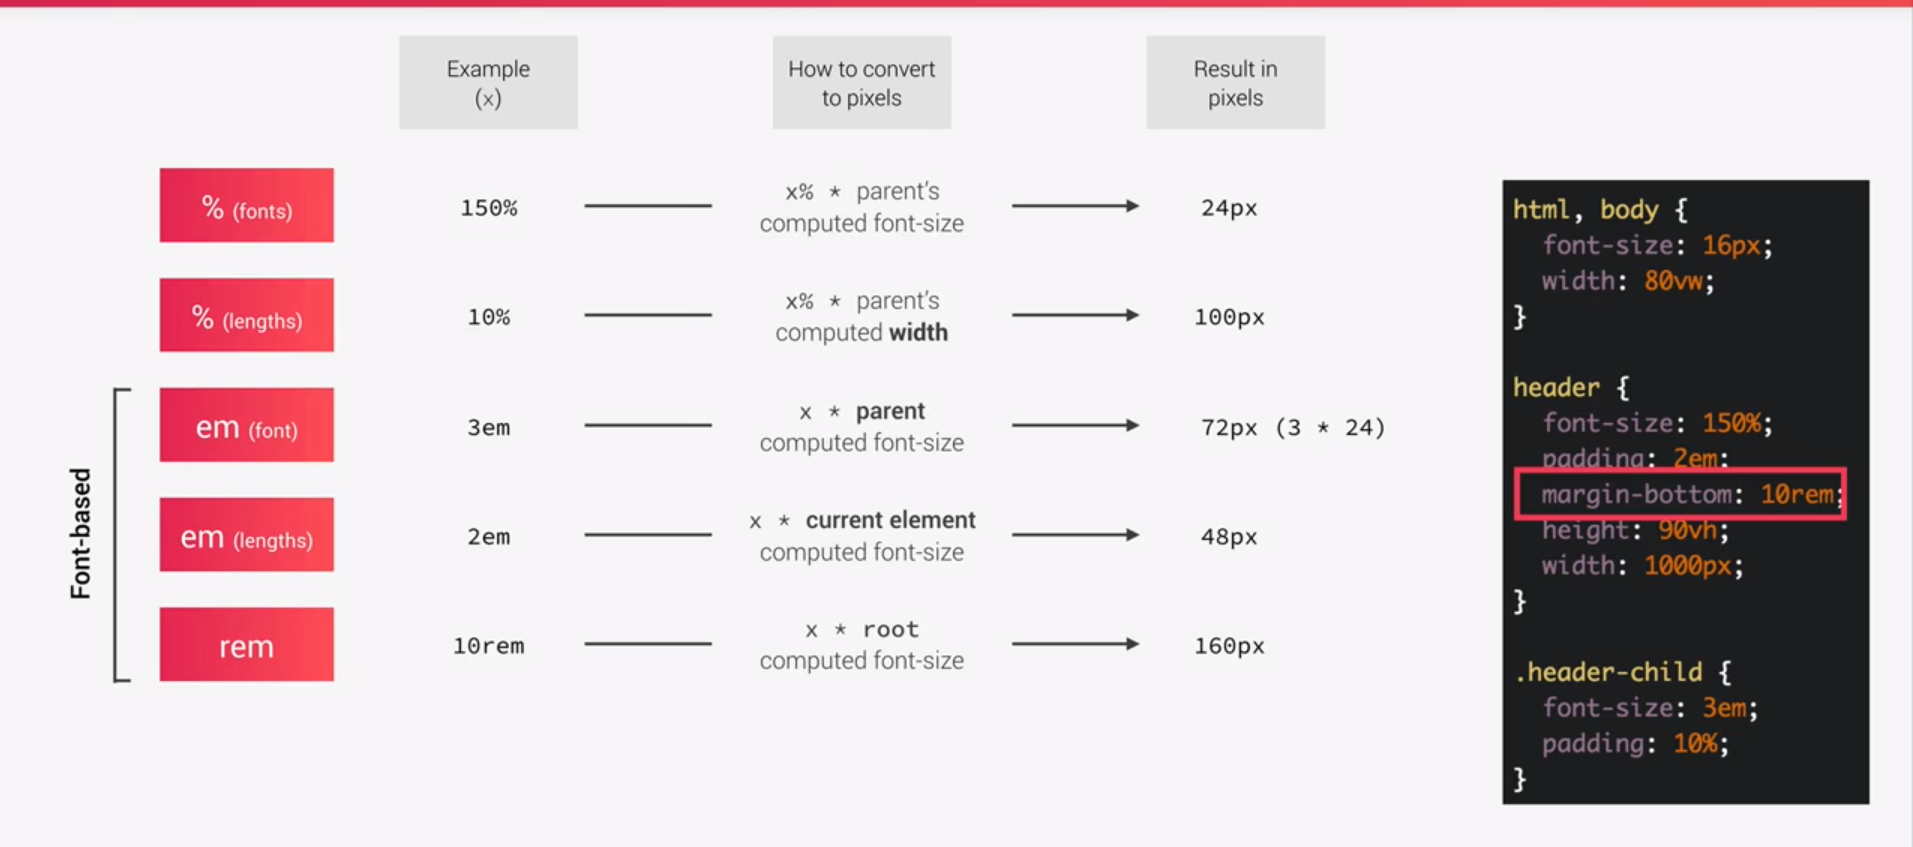 Example
(x)
How to convert
to pixels
Result in
pixels
% (fonts)
150%
x% * parent's
computed font-size
24px
% (lengths)
10%
x% * parent's
computed width
100px
Font-based
em (font)
3em
x * parent
computed font-size
72px (3 * 24)
em (lengths)
2em
x * current element
computed font-size
48px
rem
10rem
x * root
computed font-size
160px
html, body {
font-size: 16px;
width: 80vw;
}
header {
font-size: 150%;
padding: 2em;
margin-bottom: 10rem;
height: 90vh;
width: 1000px;
}
.header-child {
font-size: 3em;
padding: 10%;
}